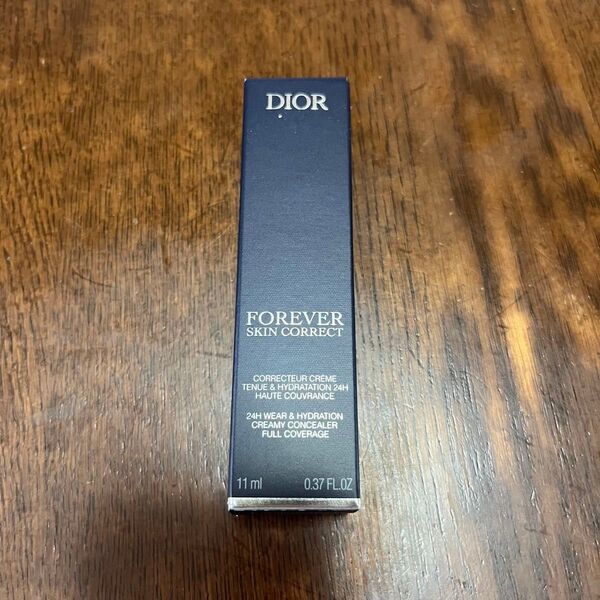 DIOR
FOREVER
SKIN CORRECT
CORRECTEUR CRÈME
TENUE & HYDRATATION 24H
HAUTE COUVRANCE
24H WEAR & HYDRATION
CREAMY CONCEALER
FULL COVERAGE
11 ml 0.37 FL.OZ